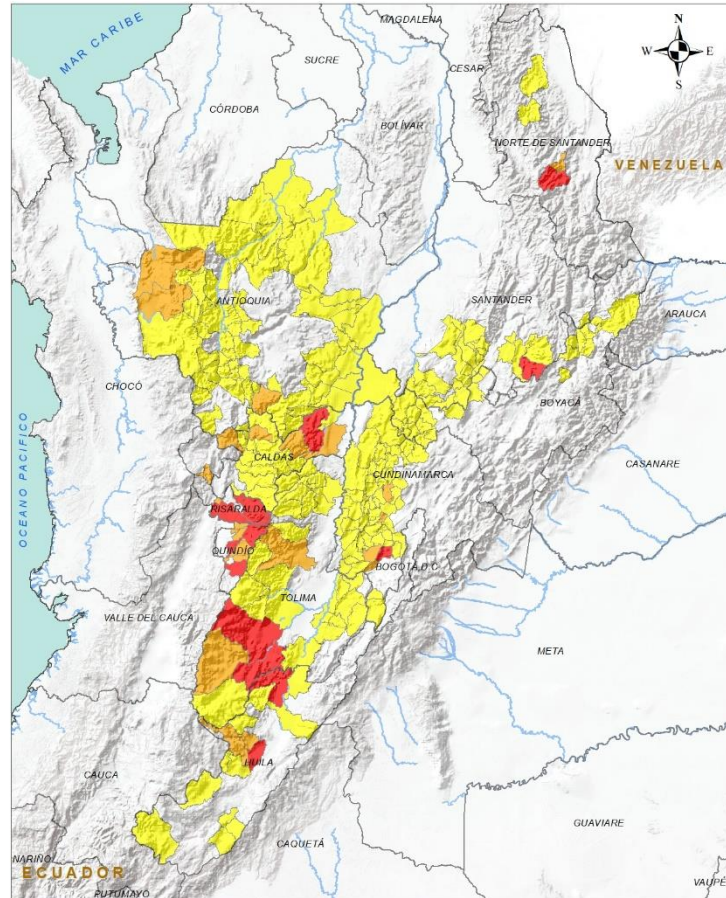 MAGDALENA
MAR CARIBE
N
W E
S
SUCRE
CESAR
CÓRDOBA
BOLÍVAR
NORTE DE SANTANDER
VENEZUELA
ANTIOQUIA
SANTANDER
ARAUCA
CHOCÓ
BOYACÁ
CALDAS
CUNDINAMARCA
CASANARE
OCEANO PACIFICO
RISARALDA
QUINDÍO
BOGOTÁ, D.C
TOLIMA
VALLE DEL CAUCA
META
HUILA
CAUCA
GUAVIARE
CAQUETÁ
NARIÑO
ECUADOR
VAUPÉ
PUTUMAYO